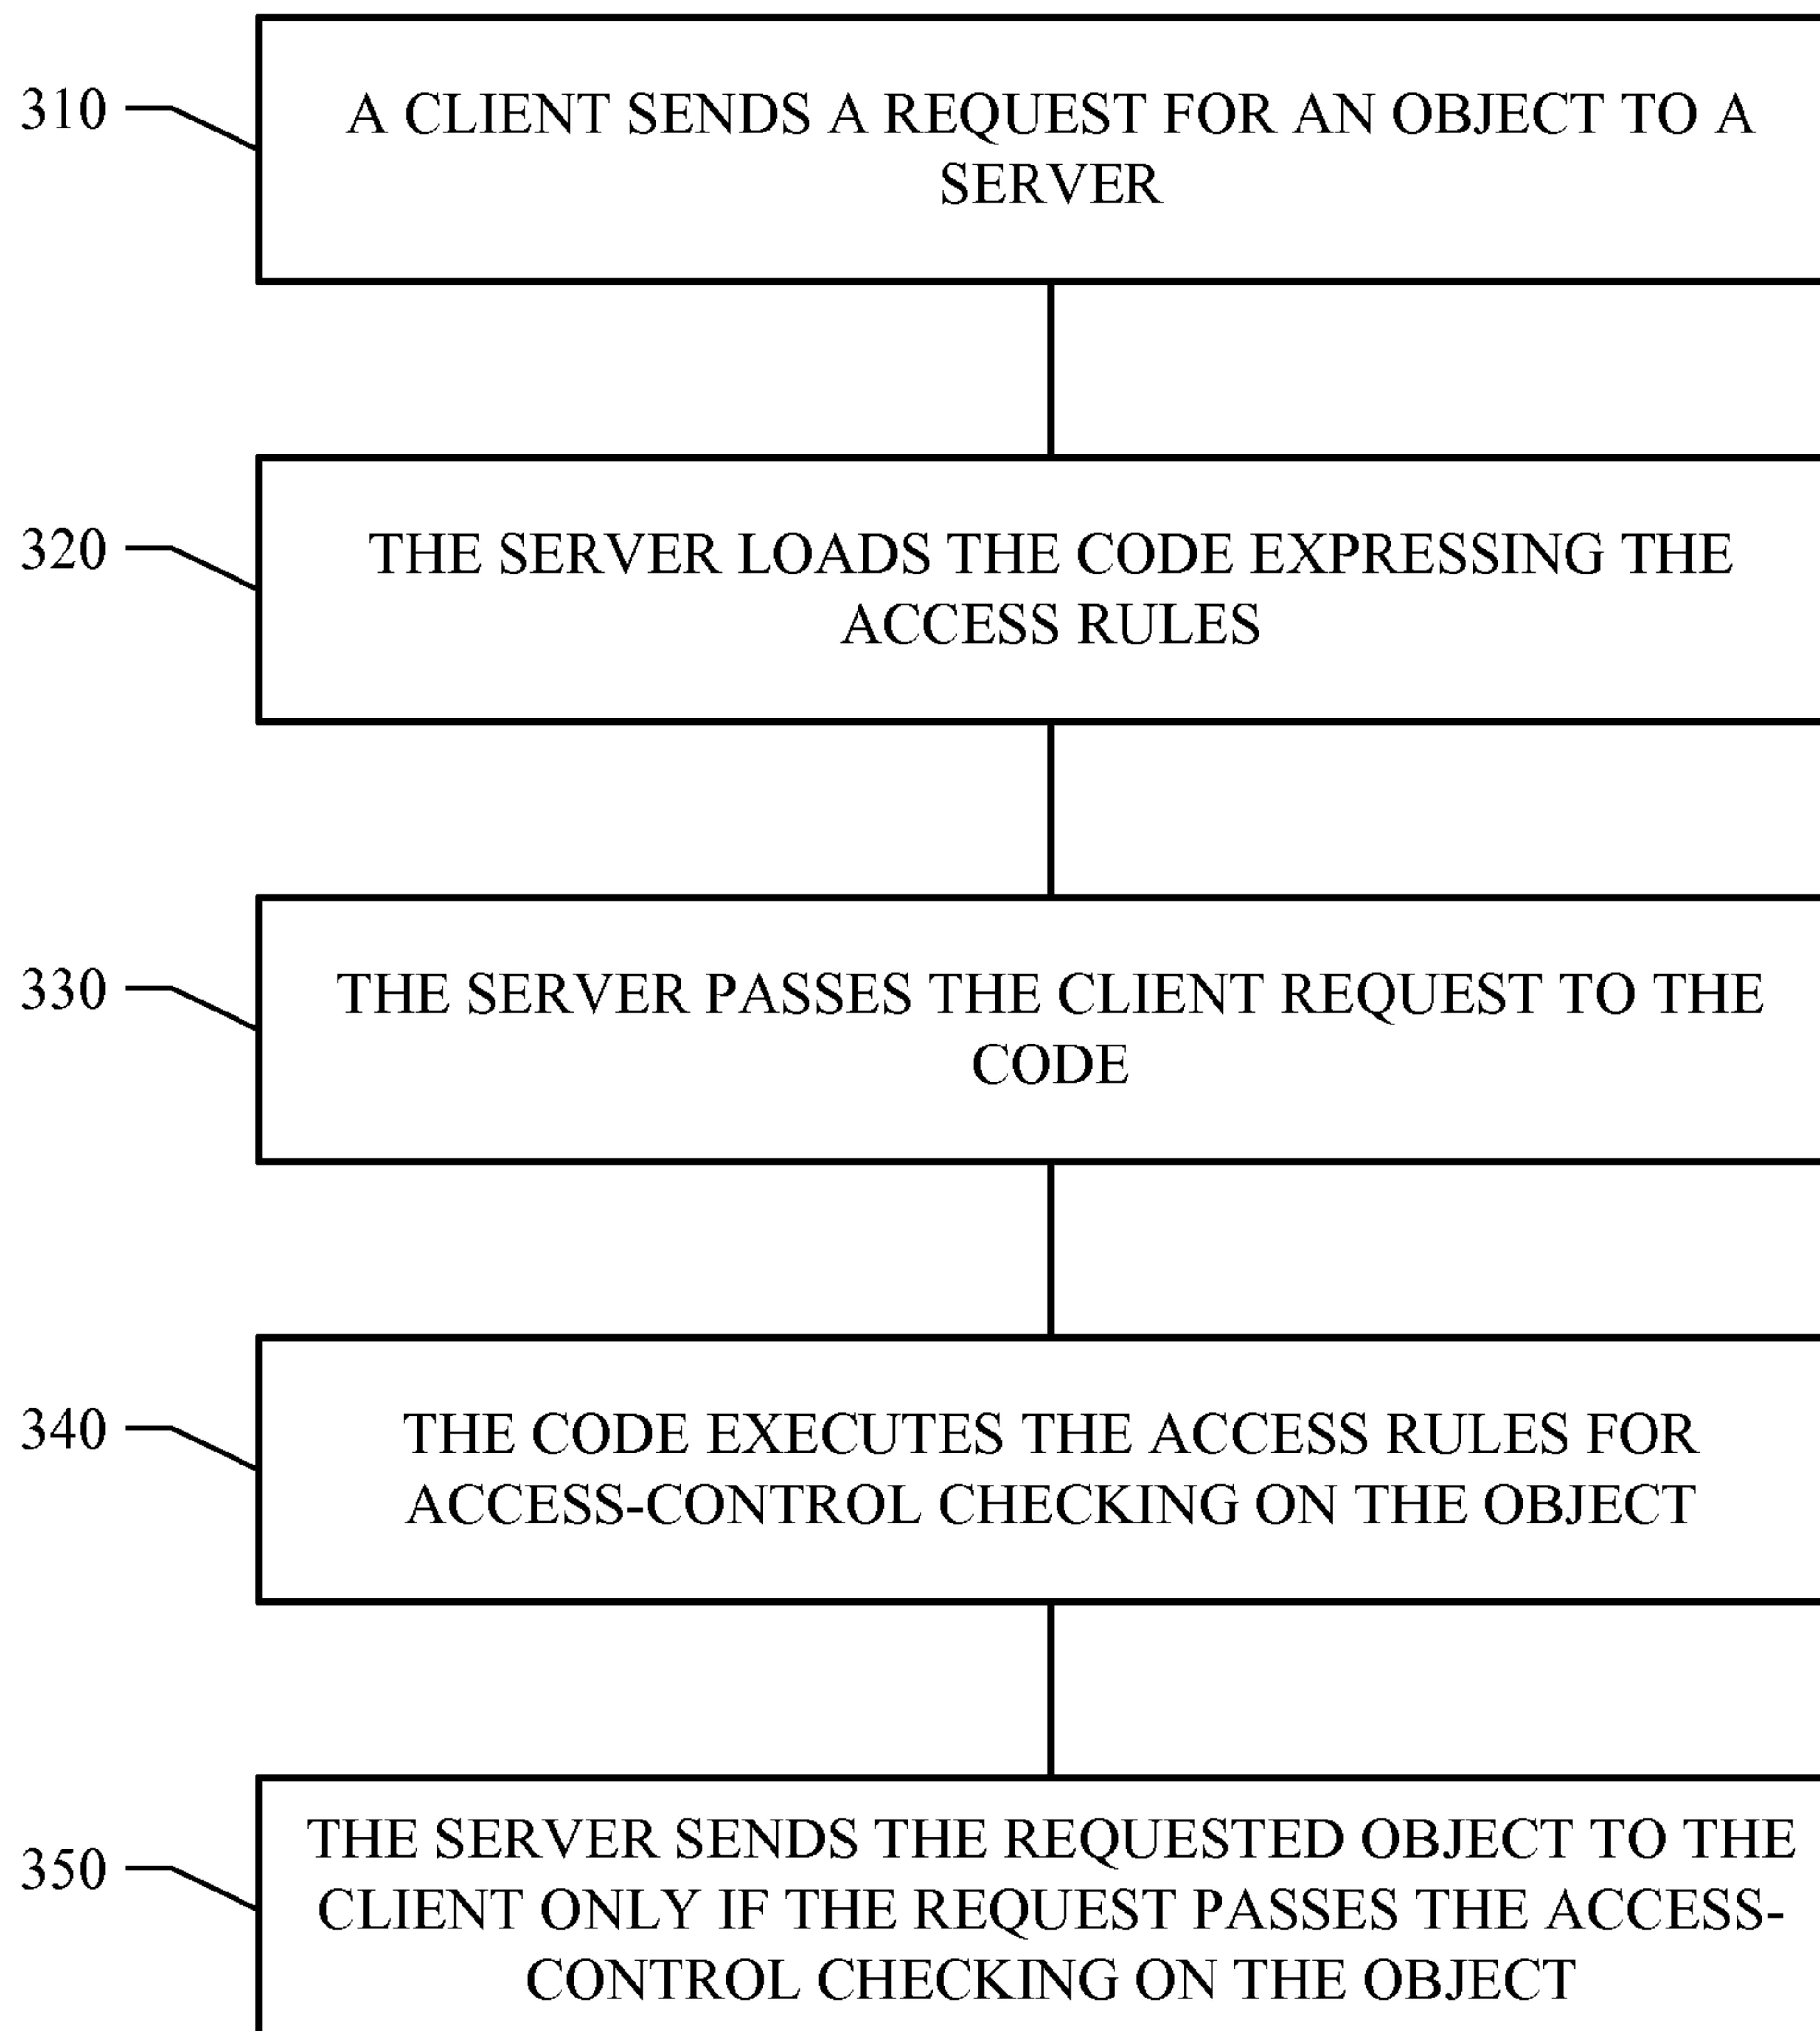 310
A CLIENT SENDS A REQUEST FOR AN OBJECT TO A
SERVER
320
THE SERVER LOADS THE CODE EXPRESSING THE
ACCESS RULES
330
THE SERVER PASSES THE CLIENT REQUEST TO THE
CODE
340
THE CODE EXECUTES THE ACCESS RULES FOR
ACCESS-CONTROL CHECKING ON THE OBJECT
350
THE SERVER SENDS THE REQUESTED OBJECT TO THE
CLIENT ONLY IF THE REQUEST PASSES THE ACCESS-
CONTROL CHECKING ON THE OBJECT